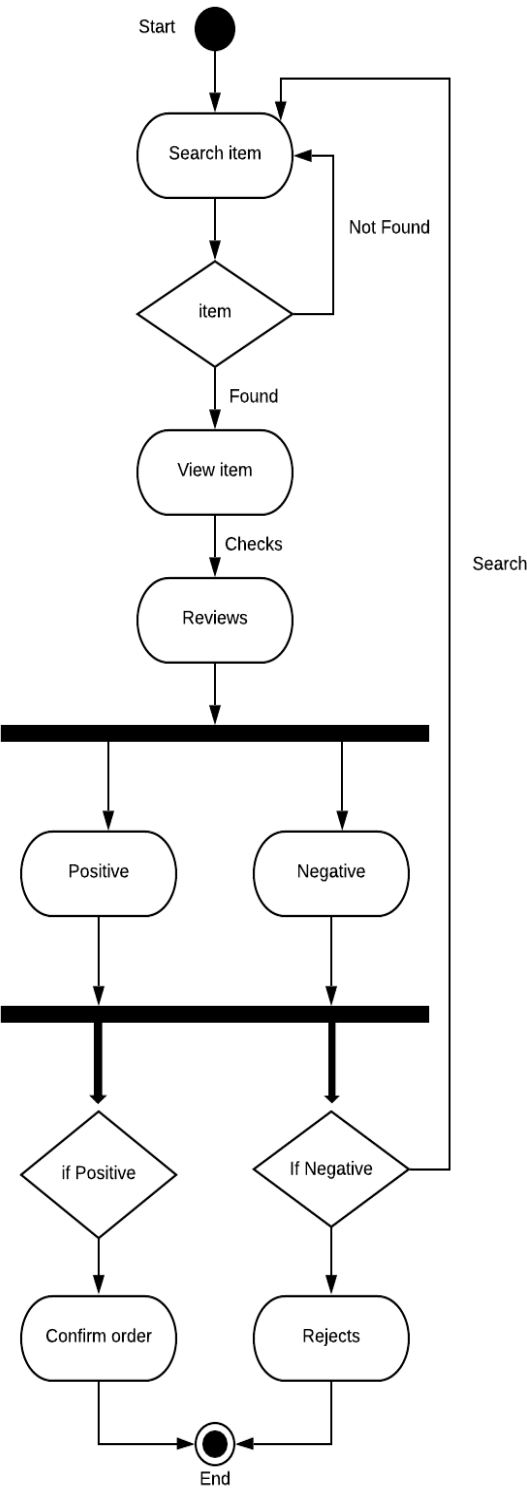 Start
Search item
Not Found
item
Found
View item
Checks
Search
Reviews
Positive
Negative
if Positive
If Negative
Confirm order
Rejects
End